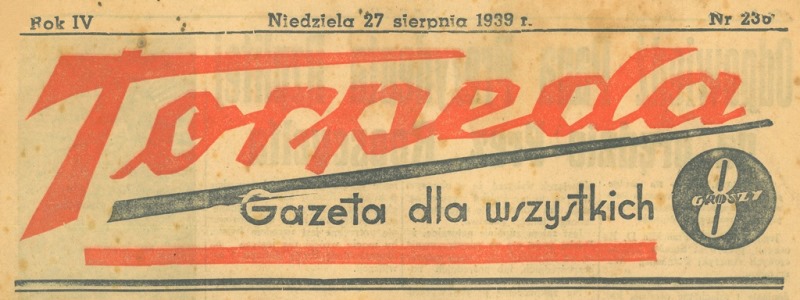 Rok IV Niedziela 27 sierpnia 1939 r. Nr 236
Torpeda
Gazeta dla wszystkich
8 GROSZY